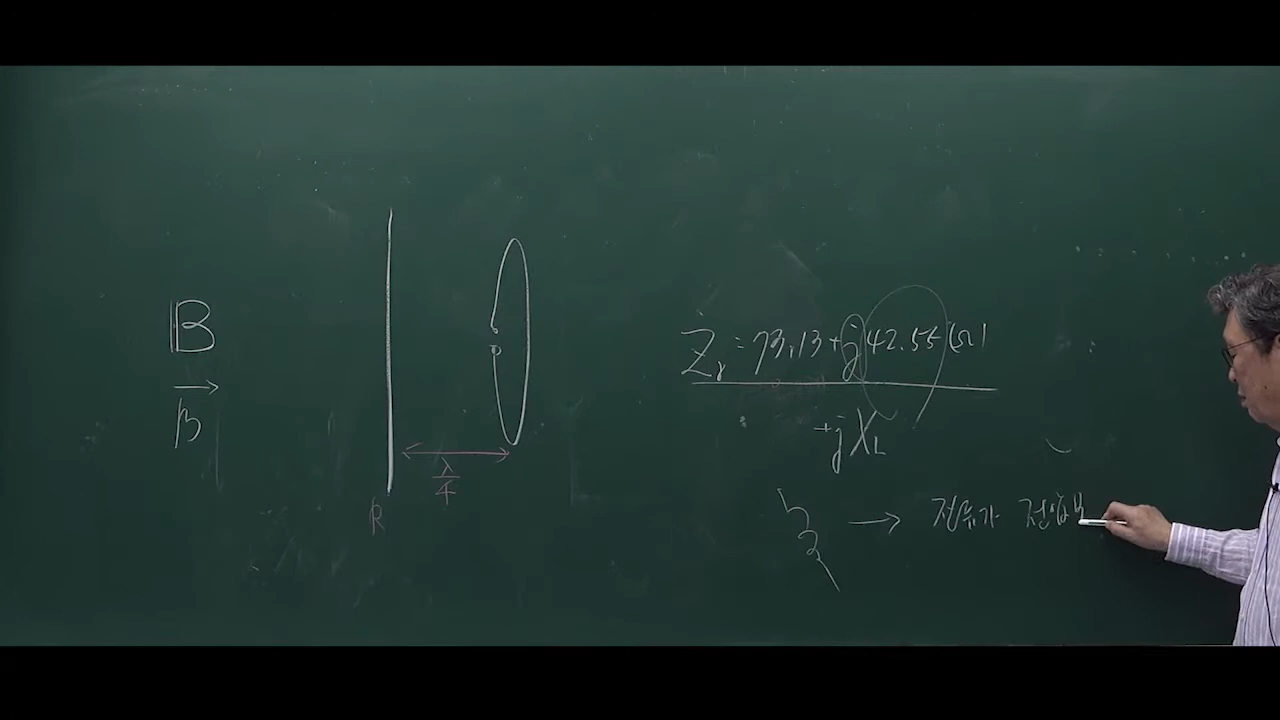 B
β
λ/4
R
Zr = 73.13 + j42.55 [Ω]
+jXL
→ 전류가 전압보